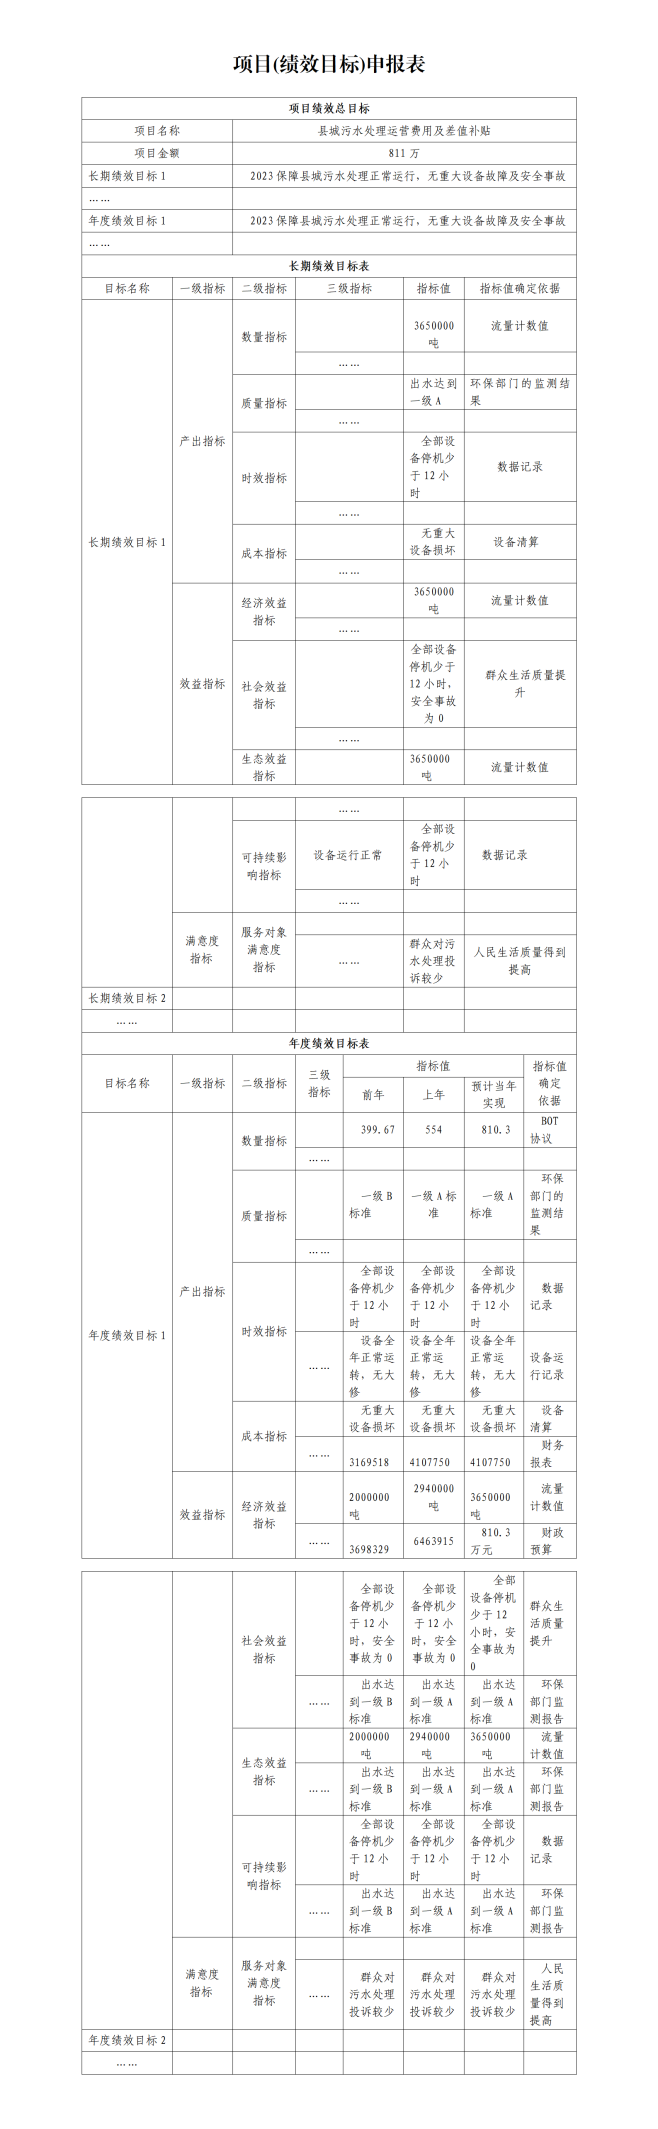 项目(绩效目标)申报表
项目绩效总目标
项目名称 县城污水处理运营费用及差值补贴
项目金额 811 万
长期绩效目标 1 2023 保障县城污水处理正常运行，无重大设备故障及安全事故
……
年度绩效目标 1 2023 保障县城污水处理正常运行，无重大设备故障及安全事故
……
长期绩效目标表
目标名称 一级指标 二级指标 三级指标 指标值 指标值确定依据
长期绩效目标 1
产出指标
数量指标
3650000
吨
流量计数值
……
质量指标
出水达到
一级 A
环保部门的监测结
果
……
时效指标
全部设
备停机少
于 12 小
时
数据记录
……
成本指标
无重大
设备损坏
设备清算
……
效益指标
经济效益
指标
3650000
吨
流量计数值
……
社会效益
指标
全部设备
停机少于
12 小时，
安全事故
为 0
群众生活质量提
升
……
生态效益
指标
3650000
吨
流量计数值
……
可持续影
响指标
设备运行正常
全部设
备停机少
于 12 小
时
数据记录
……
满意度
指标
服务对象
满意度
指标
……
群众对污
水处理投
诉较少
人民生活质量得到
提高
长期绩效目标 2
……
年度绩效目标表
目标名称 一级指标 二级指标
三级
指标
指标值
前年 上年
预计当年
实现
指标值
确定
依据
年度绩效目标 1
产出指标
数量指标
399.67 554 810.3
BOT
协议
……
质量指标
一级 B
标准
一级 A 标
准
一级 A
标准
环保
部门的
监测结
果
……
时效指标
全部设
备停机少
于 12 小
时
全部设
备停机少
于 12 小
时
全部设
备停机少
于 12 小
时
数据
记录
……
设备全
年正常运
转，无大
修
设备全年
正常运
转，无大
修
设备全年
正常运
转，无大
修
设备运
行记录
成本指标
无重大
设备损坏
无重大
设备损坏
无重大
设备损坏
设备
清算
……
3169518 4107750 4107750
财务
报表
效益指标
经济效益
指标
2000000
吨
2940000
吨
3650000
吨
流量
计数值
……
3698329 6463915
810.3
万元
财政
预算
社会效益
指标
全部设
备停机少
于 12 小
时，安全
事故为 0
全部设
备停机少
于 12 小
时，安全
事故为 0
全部
设备停机
少于 12
小时，安
全事故为
0
群众生
活质量
提升
……
出水达
到一级 B
标准
出水达
到一级 A
标准
出水达
到一级 A
标准
环保
部门监
测报告
生态效益
指标
2000000
吨
2940000
吨
3650000
吨
流量
计数值
……
出水达
到一级 B
标准
出水达
到一级 A
标准
出水达
到一级 A
标准
环保
部门监
测报告
可持续影
响指标
全部设
备停机少
于 12 小
时
全部设
备停机少
于 12 小
时
全部设
备停机少
于 12 小
时
数据
记录
……
出水达
到一级 B
标准
出水达
到一级 A
标准
出水达
到一级 A
标准
环保
部门监
测报告
满意度
指标
服务对象
满意度
指标
……
群众对
污水处理
投诉较少
群众对
污水处理
投诉较少
群众对
污水处理
投诉较少
人民
生活质
量得到
提高
年度绩效目标 2
……